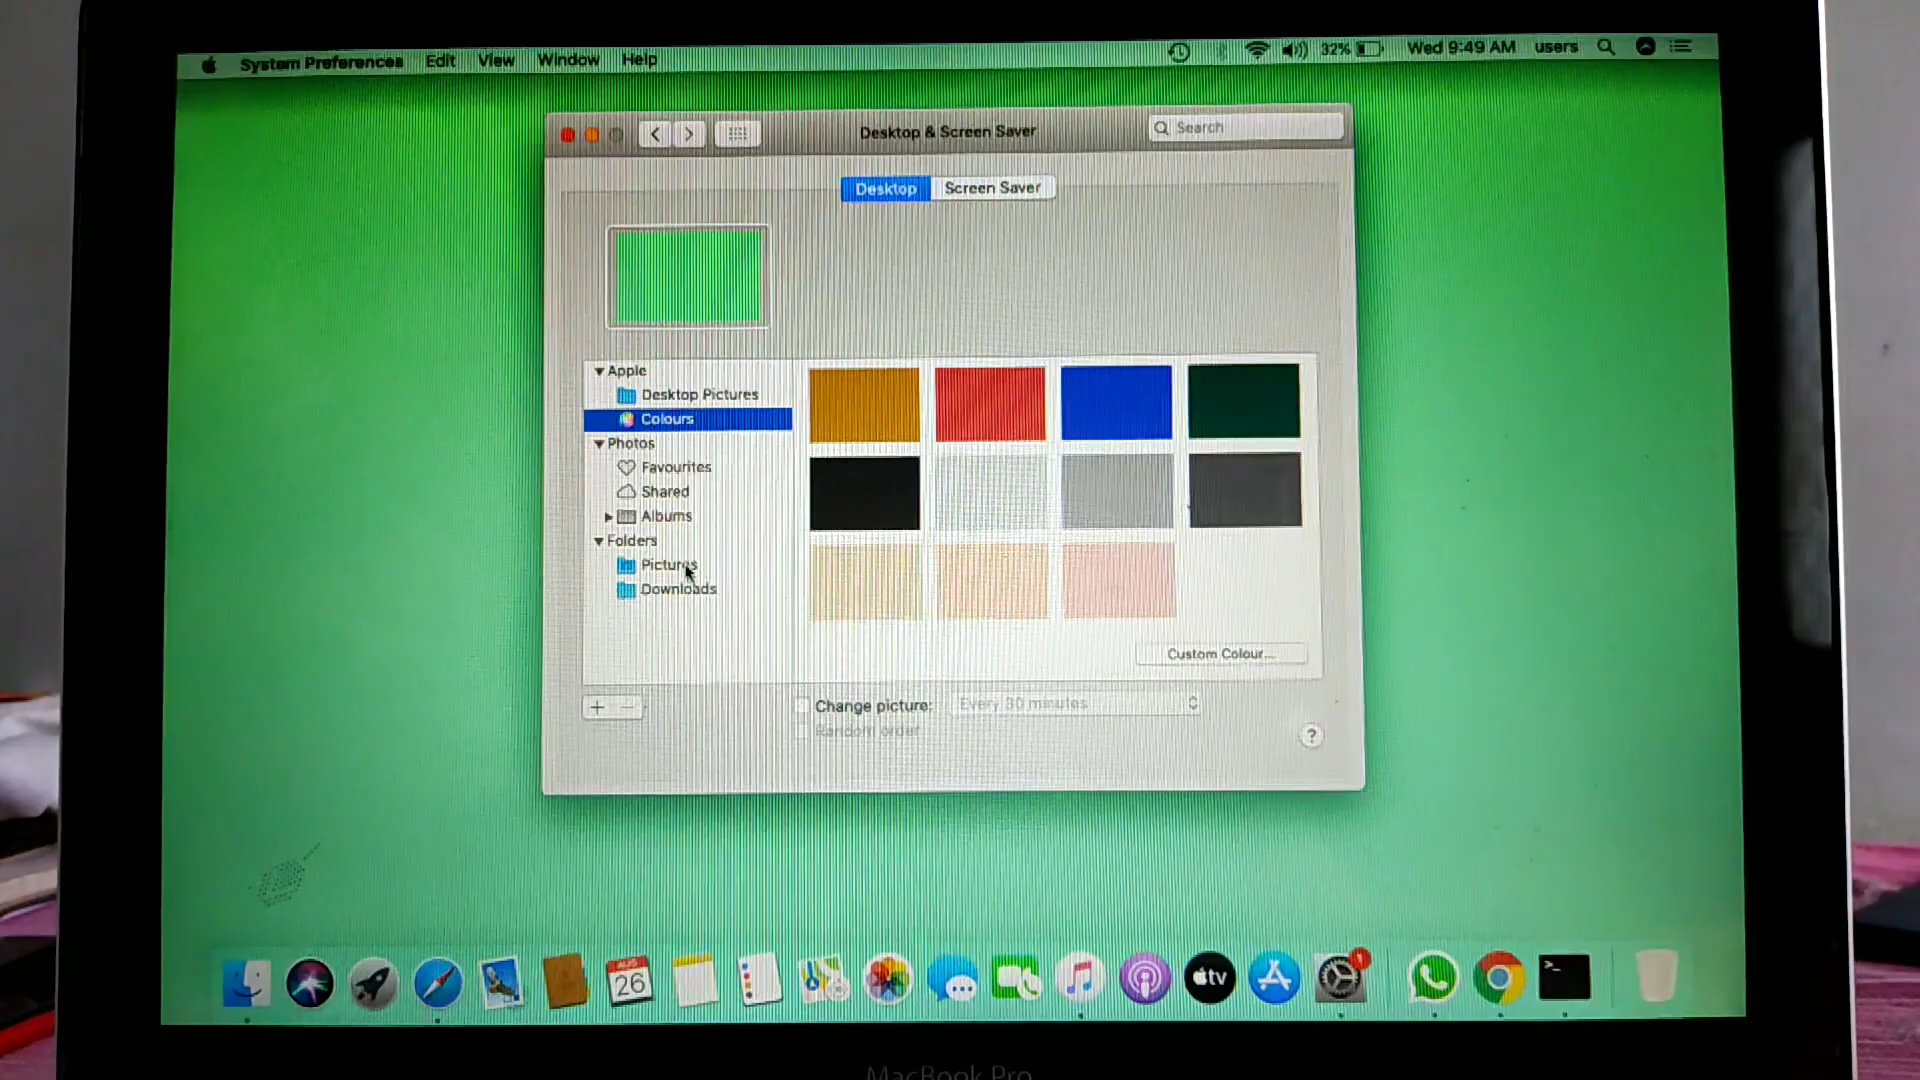 System Preferences Edit View Window Help 32% Wed 9:49 AM users
Desktop & Screen Saver Search
Desktop Screen Saver
Apple
Desktop Pictures
Colours
Photos
Favourites
Shared
Albums
Folders
Pictures
Downloads
Custom Colour...
+ −
Change picture: Every 30 minutes
Random order
?
AUG
26
1
tv
>_
MacBook Pro